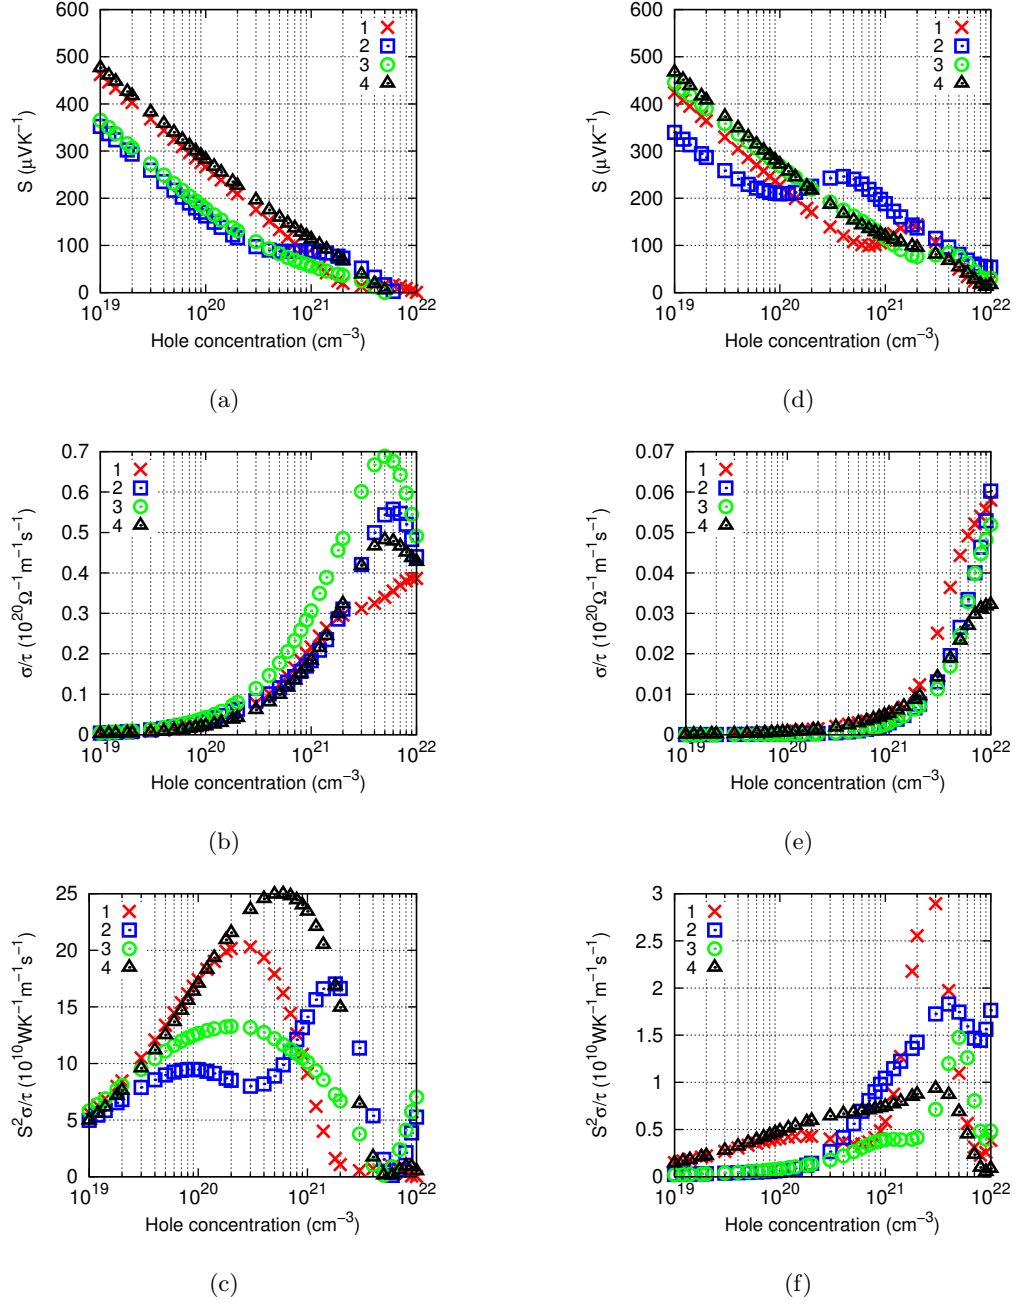 600
500
400
300
200
100
0
S (μVK⁻¹)
1
2
3
4
10¹⁹ 10²⁰ 10²¹ 10²²
Hole concentration (cm⁻³)
(a)
600
500
400
300
200
100
0
S (μVK⁻¹)
1
2
3
4
10¹⁹ 10²⁰ 10²¹ 10²²
Hole concentration (cm⁻³)
(d)
0.7
0.6
0.5
0.4
0.3
0.2
0.1
0
σ/τ (10²⁰Ω⁻¹m⁻¹s⁻¹)
1
2
3
4
10¹⁹ 10²⁰ 10²¹ 10²²
Hole concentration (cm⁻³)
(b)
0.07
0.06
0.05
0.04
0.03
0.02
0.01
0
σ/τ (10²⁰Ω⁻¹m⁻¹s⁻¹)
1
2
3
4
10¹⁹ 10²⁰ 10²¹ 10²²
Hole concentration (cm⁻³)
(e)
25
20
15
10
5
0
S²σ/τ (10¹⁰WK⁻¹m⁻¹s⁻¹)
1
2
3
4
10¹⁹ 10²⁰ 10²¹ 10²²
Hole concentration (cm⁻³)
(c)
3
2.5
2
1.5
1
0.5
0
S²σ/τ (10¹⁰WK⁻¹m⁻¹s⁻¹)
1
2
3
4
10¹⁹ 10²⁰ 10²¹ 10²²
Hole concentration (cm⁻³)
(f)